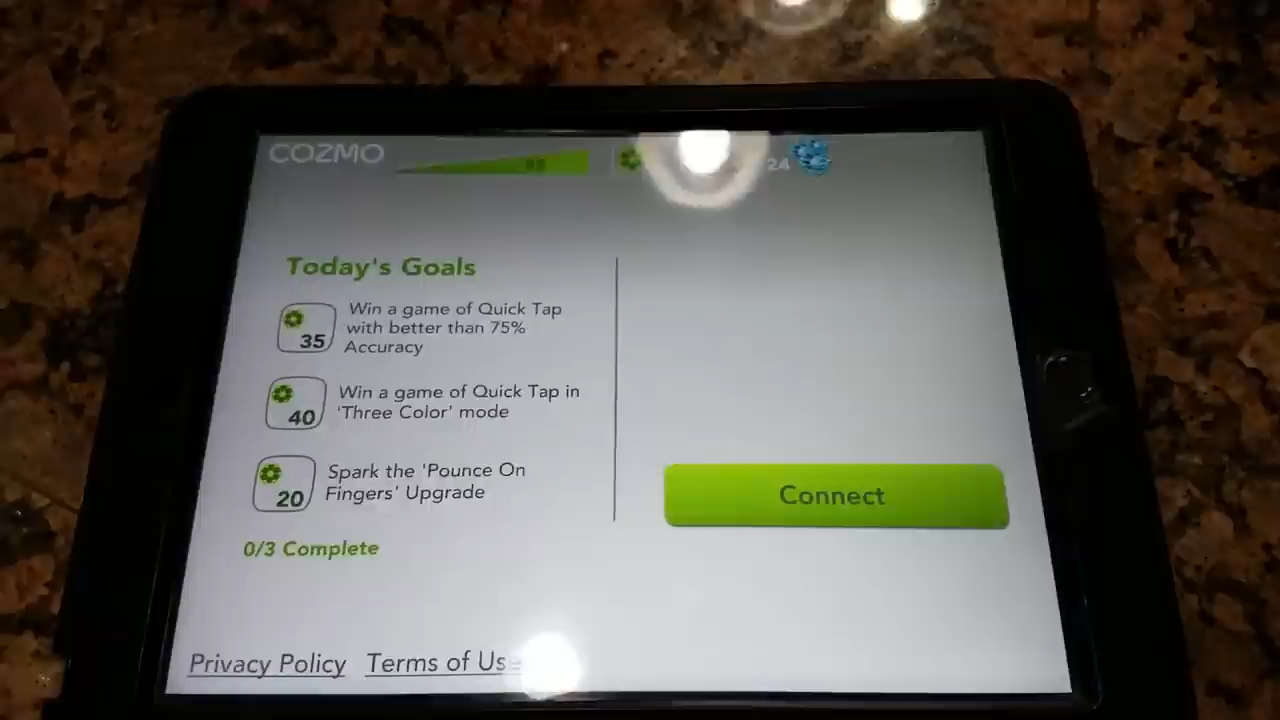 COZMO
24
Today's Goals
35
Win a game of Quick Tap
with better than 75%
Accuracy
40
Win a game of Quick Tap in
'Three Color' mode
20
Spark the 'Pounce On
Fingers' Upgrade
0/3 Complete
Connect
Privacy Policy Terms of Use